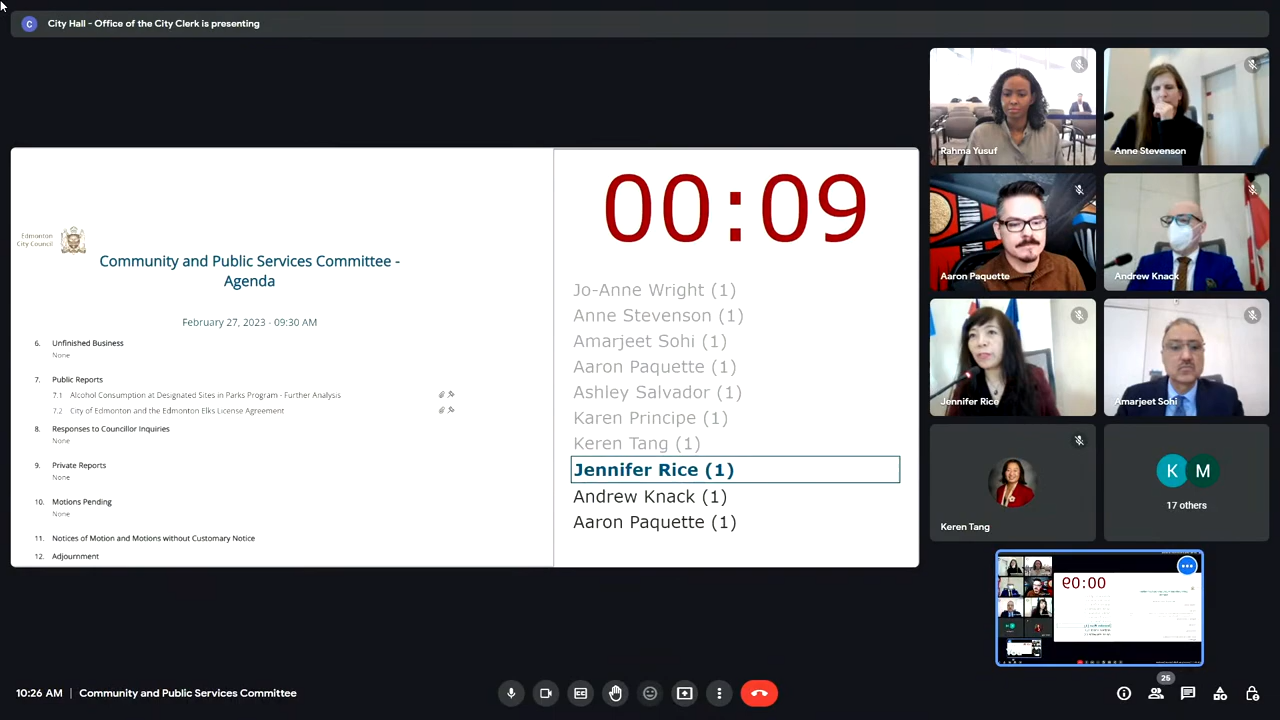 C
City Hall - Office of the City Clerk is presenting
Edmonton
City Council
Community and Public Services Committee -
Agenda
February 27, 2023 - 09:30 AM
6. Unfinished Business
None
7. Public Reports
7.1 Alcohol Consumption at Designated Sites in Parks Program - Further Analysis
7.2 City of Edmonton and the Edmonton Elks License Agreement
8. Responses to Councillor Inquiries
None
9. Private Reports
None
10. Motions Pending
None
11. Notices of Motion and Motions without Customary Notice
12. Adjournment
00:09
Jo-Anne Wright (1)
Anne Stevenson (1)
Amarjeet Sohi (1)
Aaron Paquette (1)
Ashley Salvador (1)
Karen Principe (1)
Keren Tang (1)
Jennifer Rice (1)
Andrew Knack (1)
Aaron Paquette (1)
Rahma Yusuf
Anne Stevenson
Aaron Paquette
Andrew Knack
Jennifer Rice
Amarjeet Sohi
Keren Tang
K M
17 others
10:26 AM | Community and Public Services Committee
25